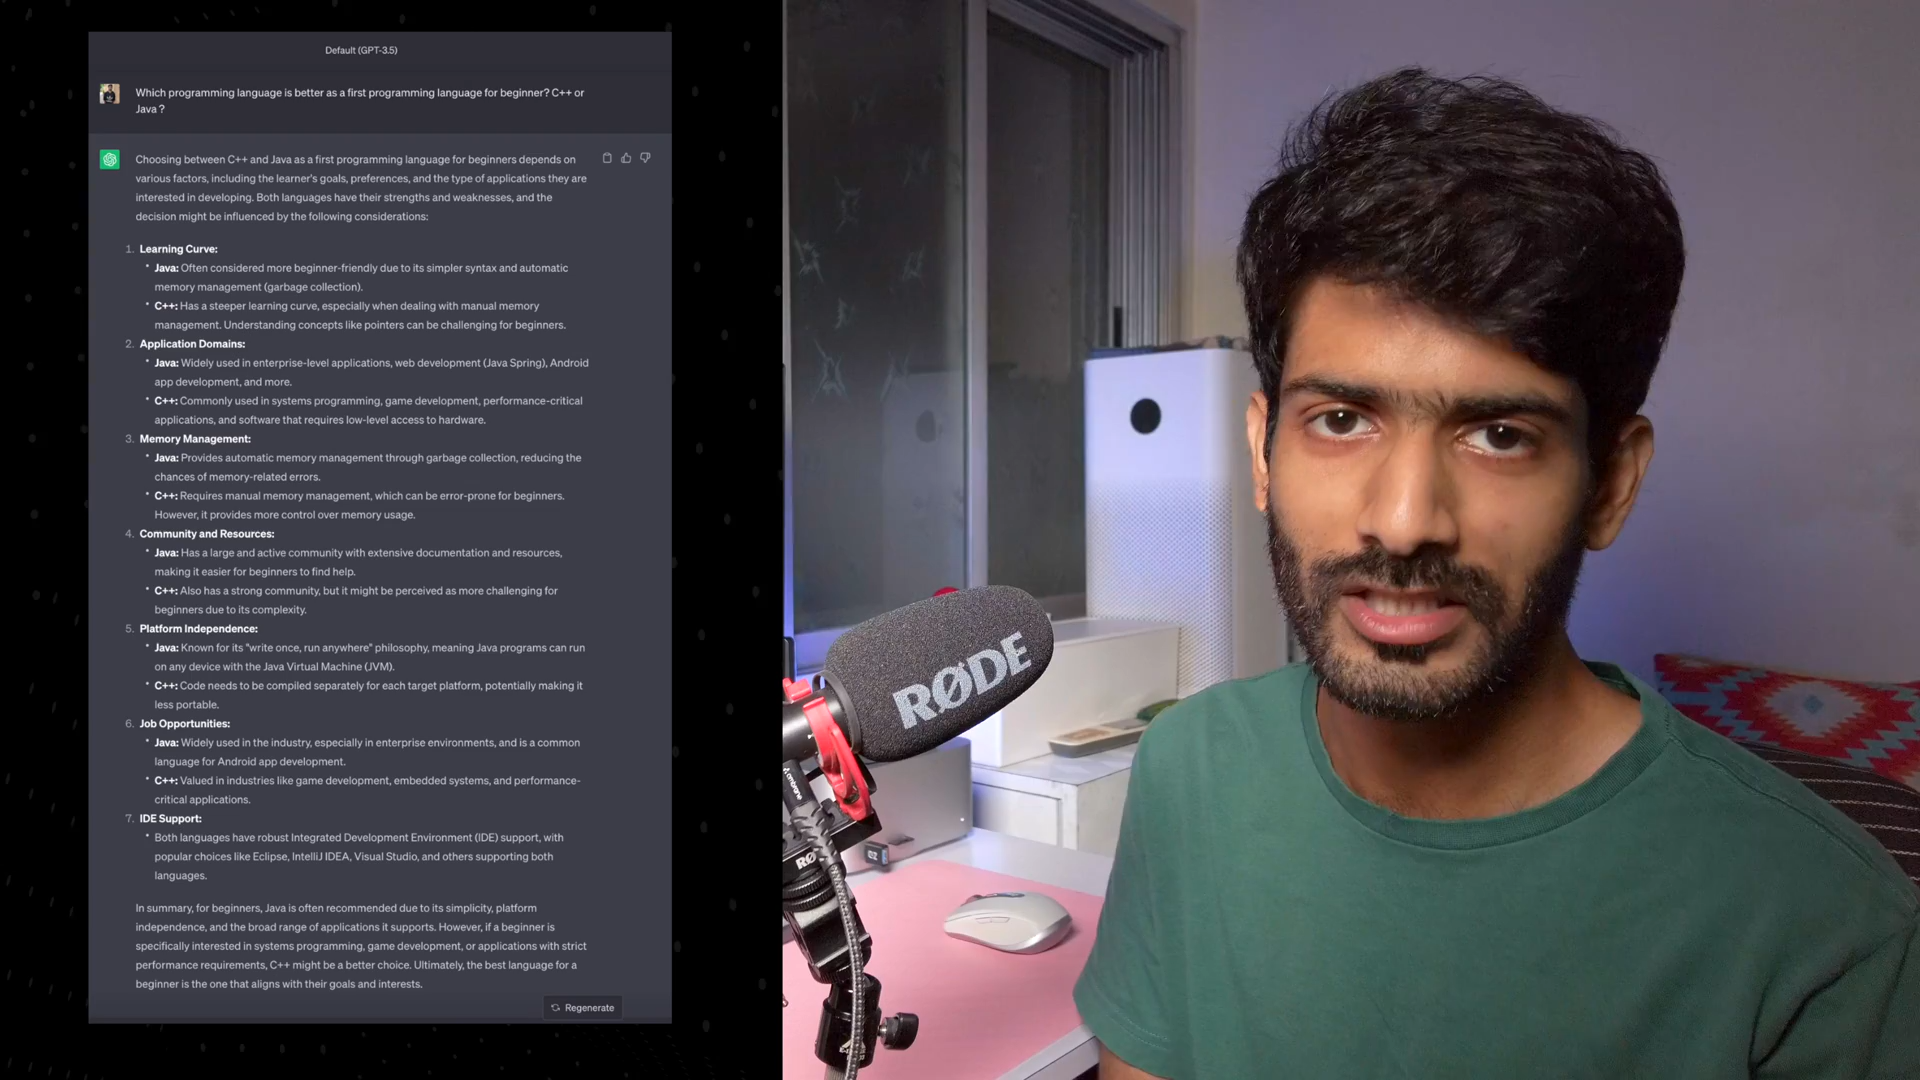 Default (GPT-3.5)
Which programming language is better as a first programming language for beginner? C++ or
Java ?
Choosing between C++ and Java as a first programming language for beginners depends on
various factors, including the learner's goals, preferences, and the type of applications they are
interested in developing. Both languages have their strengths and weaknesses, and the
decision might be influenced by the following considerations:
1. Learning Curve:
• Java: Often considered more beginner-friendly due to its simpler syntax and automatic
memory management (garbage collection).
• C++: Has a steeper learning curve, especially when dealing with manual memory
management. Understanding concepts like pointers can be challenging for beginners.
2. Application Domains:
• Java: Widely used in enterprise-level applications, web development (Java Spring), Android
app development, and more.
• C++: Commonly used in systems programming, game development, performance-critical
applications, and software that requires low-level access to hardware.
3. Memory Management:
• Java: Provides automatic memory management through garbage collection, reducing the
chances of memory-related errors.
• C++: Requires manual memory management, which can be error-prone for beginners.
However, it provides more control over memory usage.
4. Community and Resources:
• Java: Has a large and active community with extensive documentation and resources,
making it easier for beginners to find help.
• C++: Also has a strong community, but it might be perceived as more challenging for
beginners due to its complexity.
5. Platform Independence:
• Java: Known for its "write once, run anywhere" philosophy, meaning Java programs can run
on any device with the Java Virtual Machine (JVM).
• C++: Code needs to be compiled separately for each target platform, potentially making it
less portable.
6. Job Opportunities:
• Java: Widely used in the industry, especially in enterprise environments, and is a common
language for Android app development.
• C++: Valued in industries like game development, embedded systems, and performance-
critical applications.
7. IDE Support:
• Both languages have robust Integrated Development Environment (IDE) support, with
popular choices like Eclipse, IntelliJ IDEA, Visual Studio, and others supporting both
languages.
In summary, for beginners, Java is often recommended due to its simplicity, platform
independence, and the broad range of applications it supports. However, if a beginner is
specifically interested in systems programming, game development, or applications with strict
performance requirements, C++ might be a better choice. Ultimately, the best language for a
beginner is the one that aligns with their goals and interests.
Regenerate
RØDE